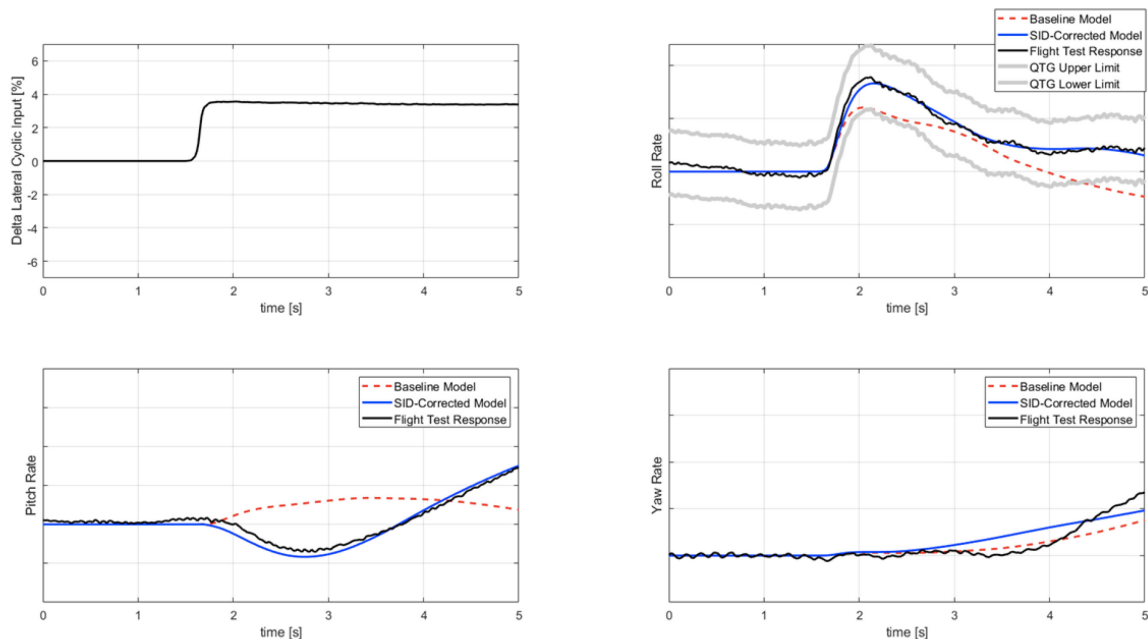 Delta Lateral Cyclic Input [%]
6
4
2
0
-2
-4
-6
0 1 2 3 4 5
time [s]
Baseline Model
SID-Corrected Model
Flight Test Response
QTG Upper Limit
QTG Lower Limit
Roll Rate
0 1 2 3 4 5
time [s]
Baseline Model
SID-Corrected Model
Flight Test Response
Pitch Rate
0 1 2 3 4 5
time [s]
Baseline Model
SID-Corrected Model
Flight Test Response
Yaw Rate
0 1 2 3 4 5
time [s]